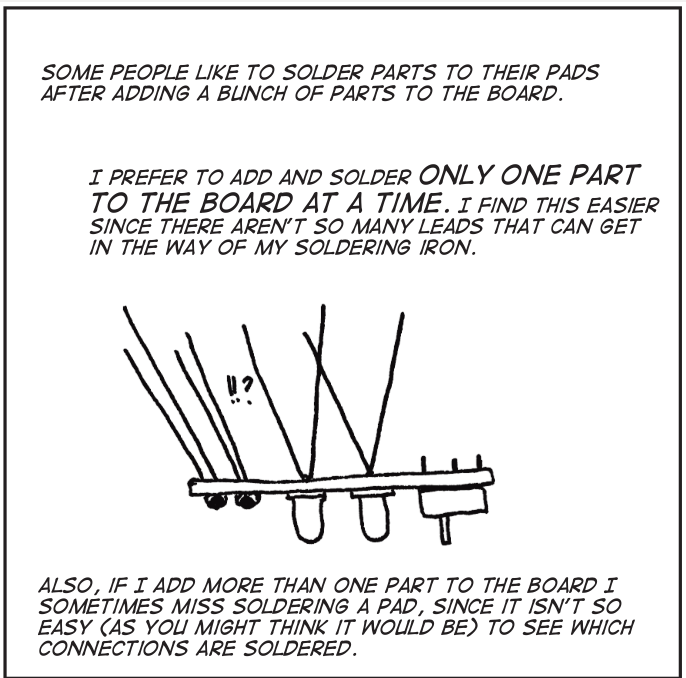 SOME PEOPLE LIKE TO SOLDER PARTS TO THEIR PADS
AFTER ADDING A BUNCH OF PARTS TO THE BOARD.
I PREFER TO ADD AND SOLDER ONLY ONE PART
TO THE BOARD AT A TIME. I FIND THIS EASIER
SINCE THERE AREN'T SO MANY LEADS THAT CAN GET
IN THE WAY OF MY SOLDERING IRON.
!!?
ALSO, IF I ADD MORE THAN ONE PART TO THE BOARD I
SOMETIMES MISS SOLDERING A PAD, SINCE IT ISN'T SO
EASY (AS YOU MIGHT THINK IT WOULD BE) TO SEE WHICH
CONNECTIONS ARE SOLDERED.